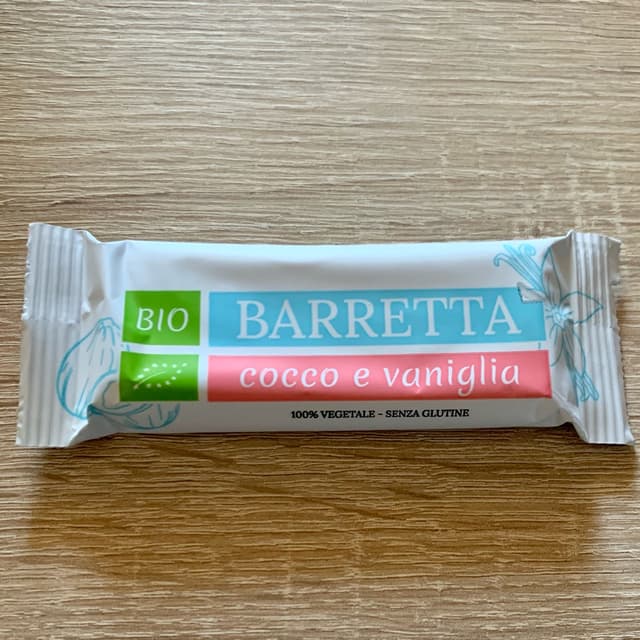 BIO
BARRETTA
cocco e vaniglia
100% VEGETALE - SENZA GLUTINE